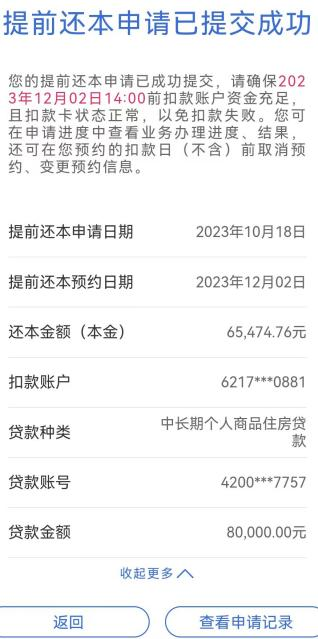 提前还本申请已提交成功
您的提前还本申请已成功提交，请确保202
3年12月02日14:00前扣款账户资金充足，
且扣款卡状态正常，以免扣款失败。您可
在申请进度中查看业务办理进度、结果，
还可在您预约的扣款日（不含）前取消预
约、变更预约信息。
提前还本申请日期 2023年10月18日
提前还本预约日期 2023年12月02日
还本金额（本金） 65,474.76元
扣款账户 6217***0881
贷款种类 中长期个人商品住房贷
款
贷款账号 4200***7757
贷款金额 80,000.00元
收起更多
返回 查看申请记录